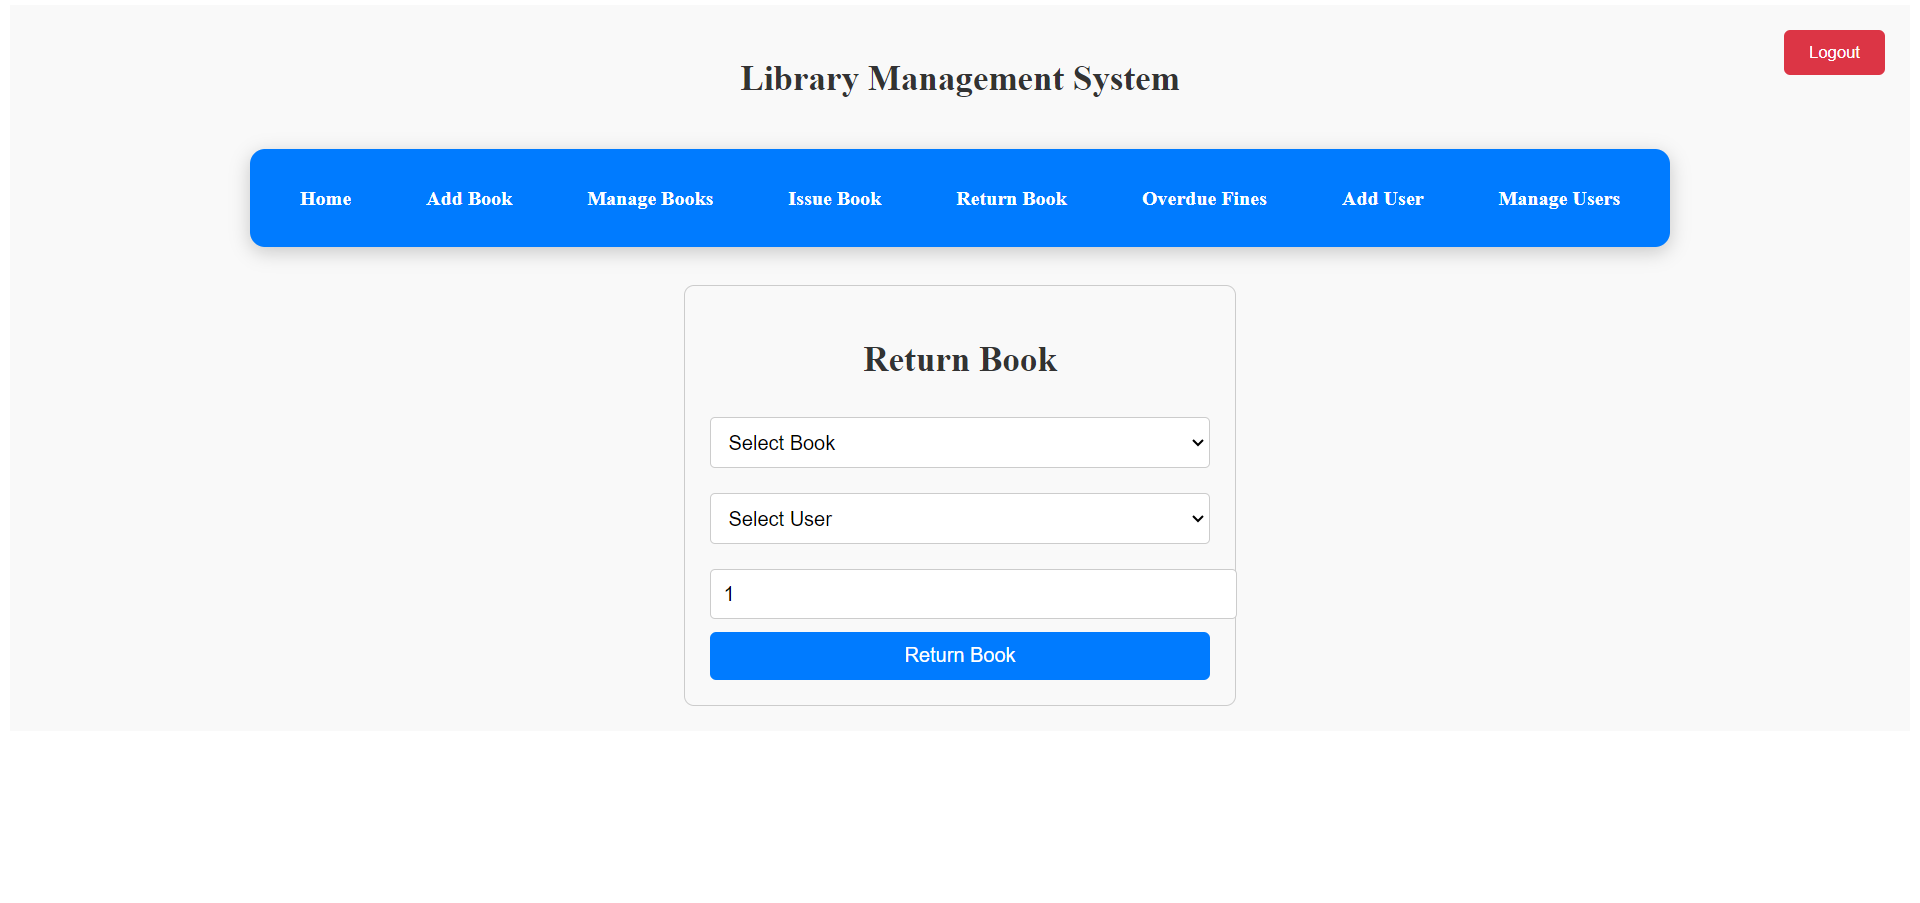 Logout
Library Management System
Home Add Book Manage Books Issue Book Return Book Overdue Fines Add User Manage Users
Return Book
Select Book
Select User
1
Return Book